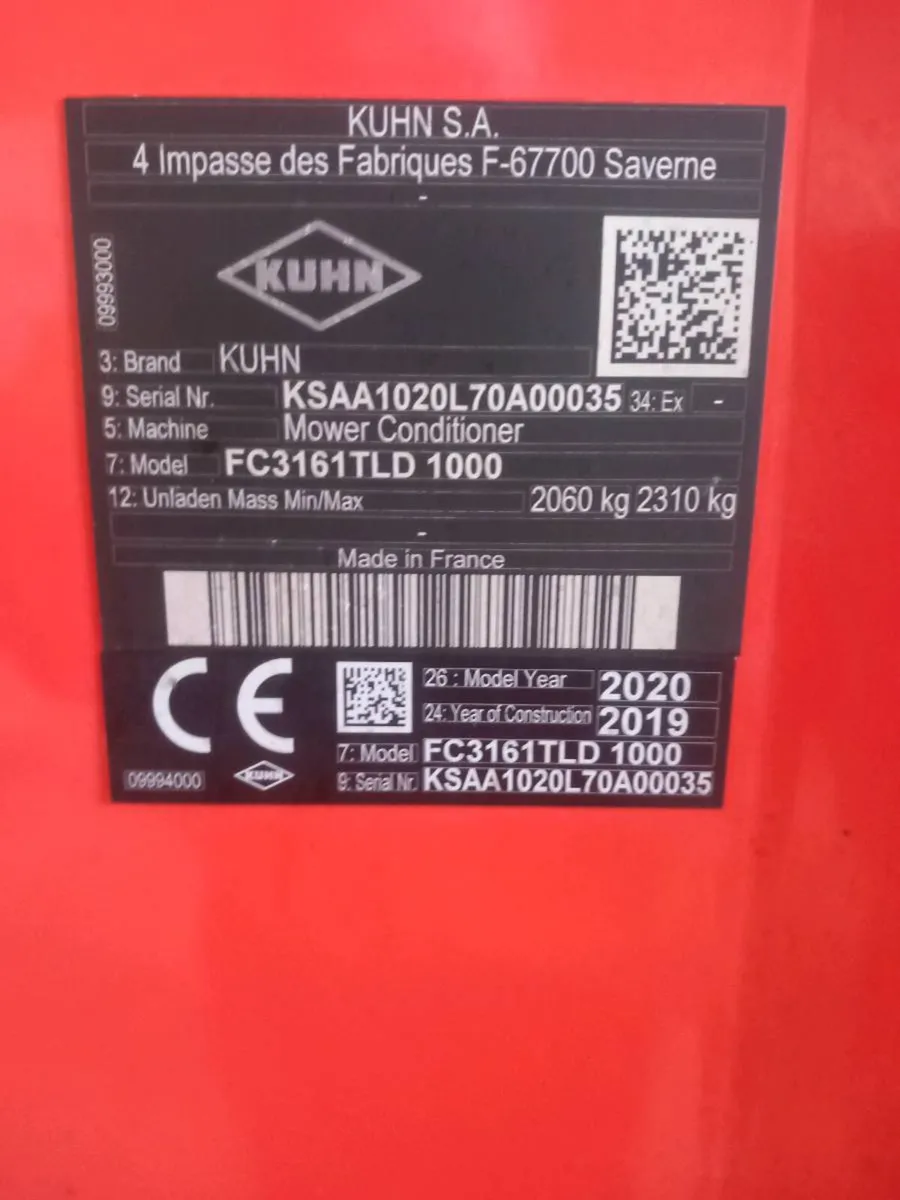 KUHN S.A.
4 Impasse des Fabriques F-67700 Saverne
-
09993000
KUHN
3: Brand KUHN
9: Serial Nr. KSAA1020L70A00035 34: Ex -
5: Machine Mower Conditioner
7: Model FC3161TLD 1000
12: Unladen Mass Min/Max 2060 kg 2310 kg
-
Made in France
CE
26 : Model Year 2020
24: Year of Construction 2019
7: Model FC3161TLD 1000
09994000 KUHN 9: Serial Nr. KSAA1020L70A00035